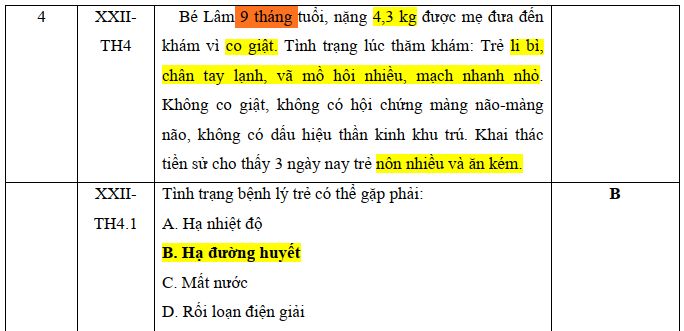 4 XXII- Bé Lâm 9 tháng tuổi, nặng 4,3 kg được mẹ đưa đến
TH4 khám vì co giật. Tình trạng lúc thăm khám: Trẻ li bì,
chân tay lạnh, vã mồ hôi nhiều, mạch nhanh nhỏ.
Không co giật, không có hội chứng màng não-màng
não, không có dấu hiệu thần kinh khu trú. Khai thác
tiền sử cho thấy 3 ngày nay trẻ nôn nhiều và ăn kém.
XXII- Tình trạng bệnh lý trẻ có thể gặp phải: B
TH4.1 A. Hạ nhiệt độ
B. Hạ đường huyết
C. Mất nước
D. Rối loạn điện giải